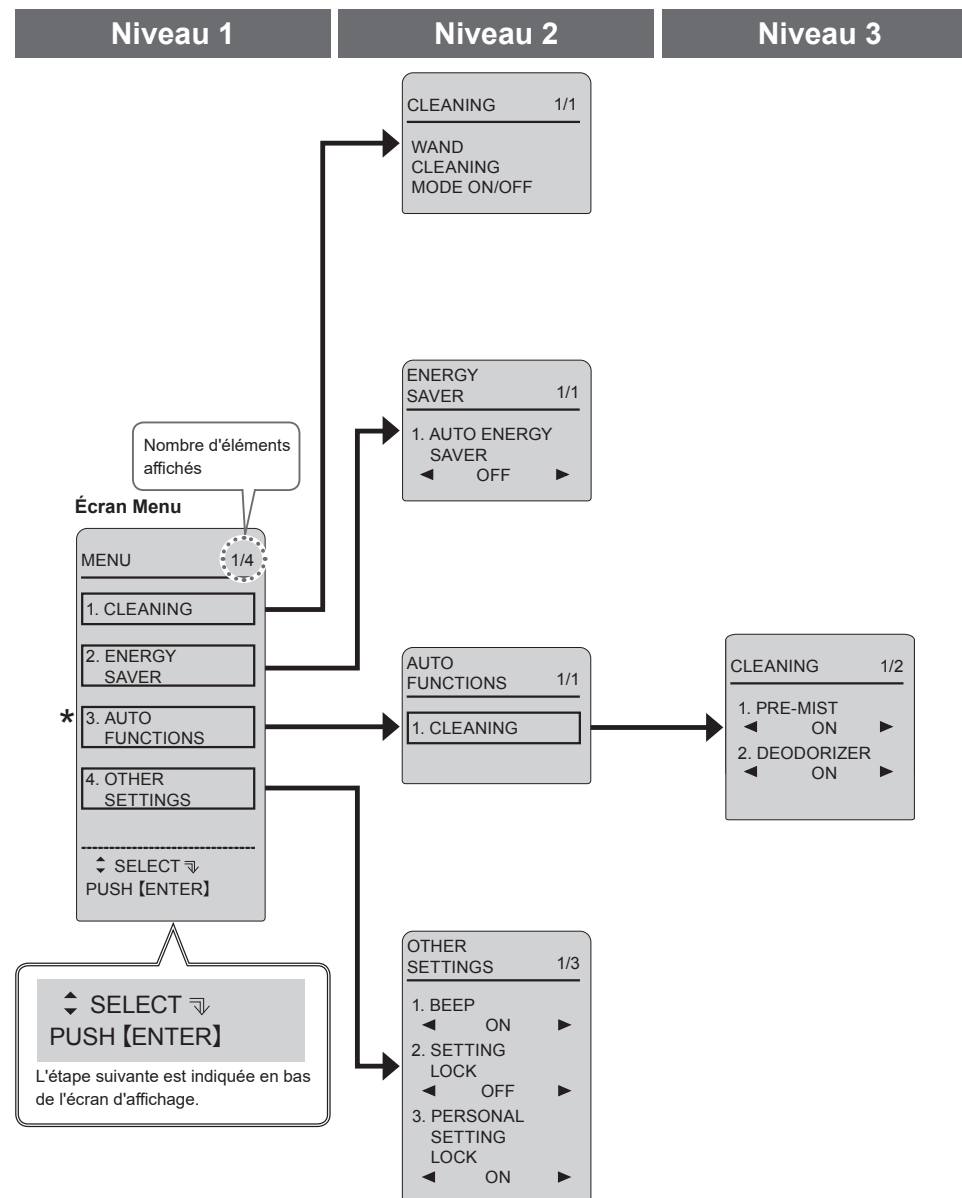 Niveau 1
Niveau 2
Niveau 3
CLEANING 1/1
WAND
CLEANING
MODE ON/OFF
ENERGY
SAVER 1/1
1. AUTO ENERGY
SAVER
◄ OFF ►
Nombre d'éléments
affichés
Écran Menu
MENU 1/4
1. CLEANING
2. ENERGY
SAVER
* 3. AUTO
FUNCTIONS
4. OTHER
SETTINGS
SELECT
PUSH【ENTER】
AUTO
FUNCTIONS 1/1
1. CLEANING
CLEANING 1/2
1. PRE-MIST
◄ ON ►
2. DEODORIZER
◄ ON ►
SELECT
PUSH【ENTER】
L'étape suivante est indiquée en bas
de l'écran d'affichage.
OTHER
SETTINGS 1/3
1. BEEP
◄ ON ►
2. SETTING
LOCK
◄ OFF ►
3. PERSONAL
SETTING
LOCK
◄ ON ►